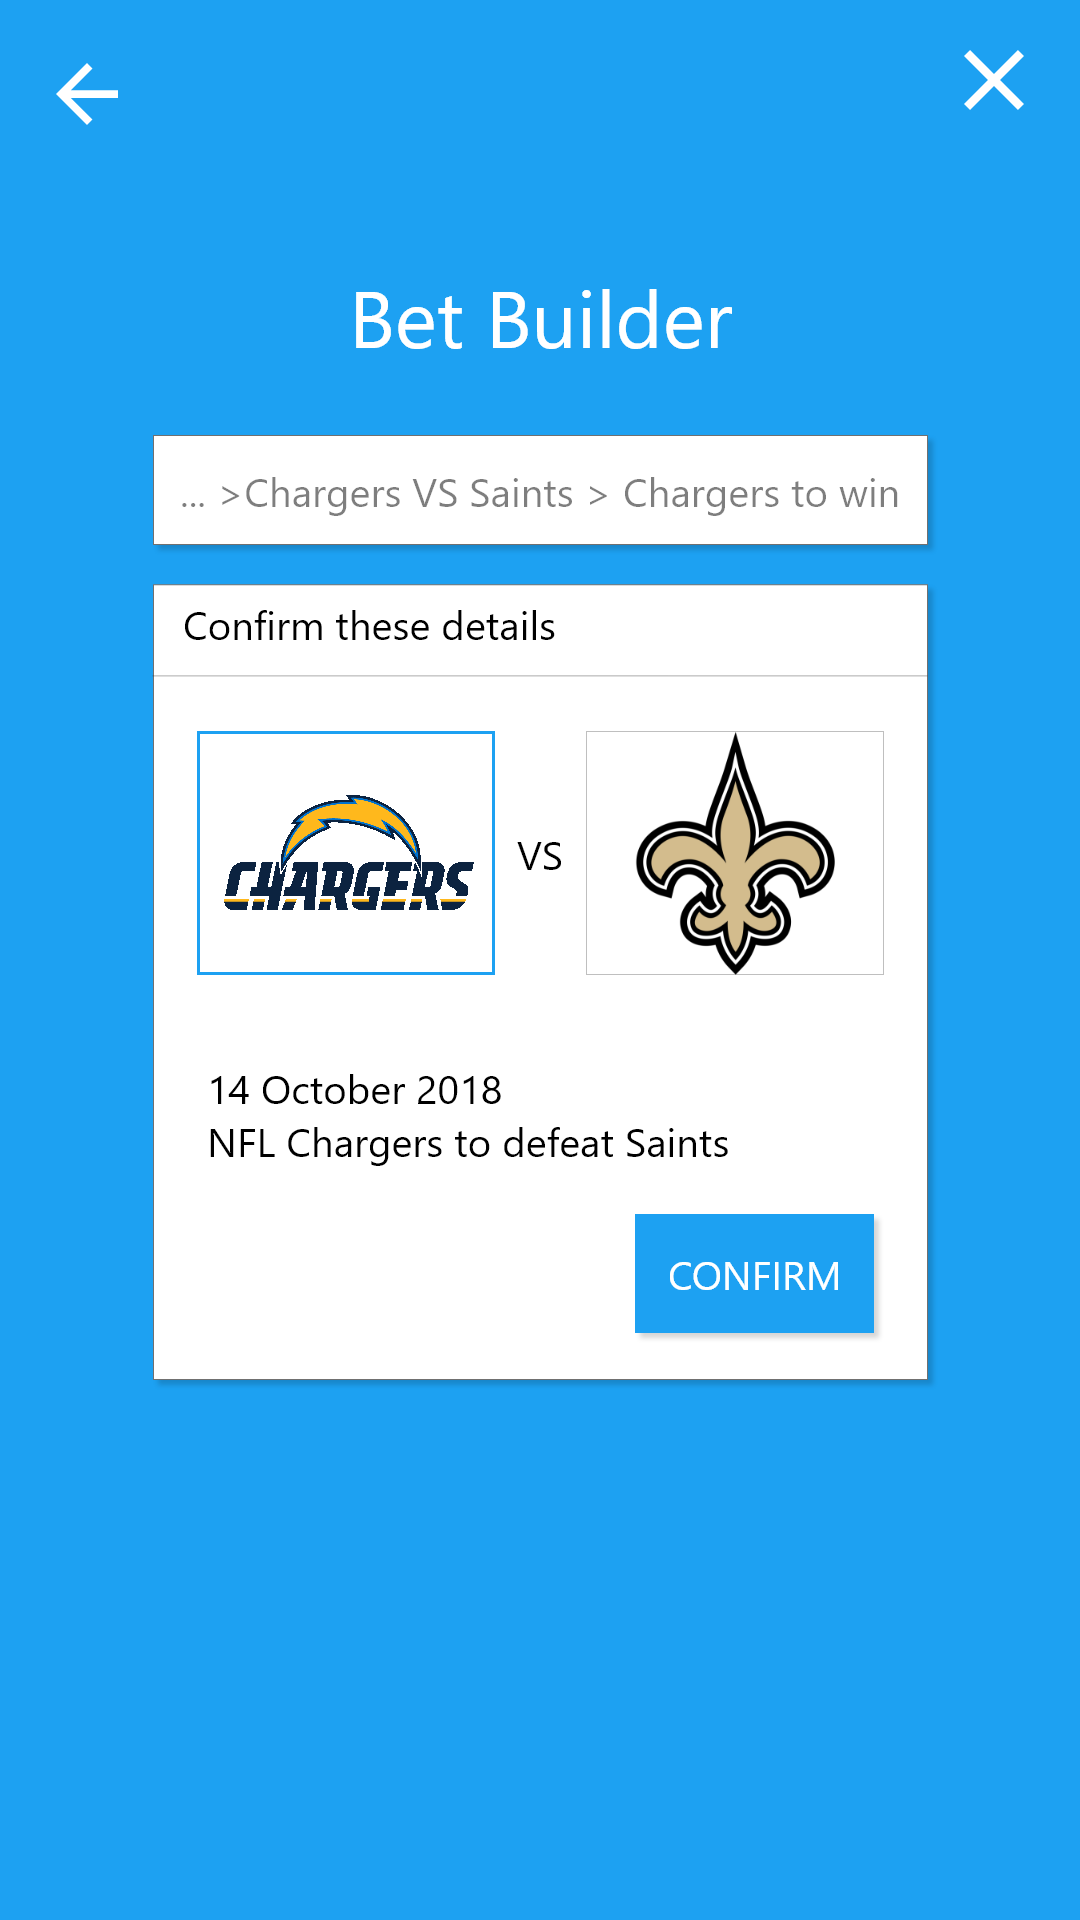 Bet Builder
... >Chargers VS Saints > Chargers to win
Confirm these details
CHARGERS
VS
14 October 2018
NFL Chargers to defeat Saints
CONFIRM